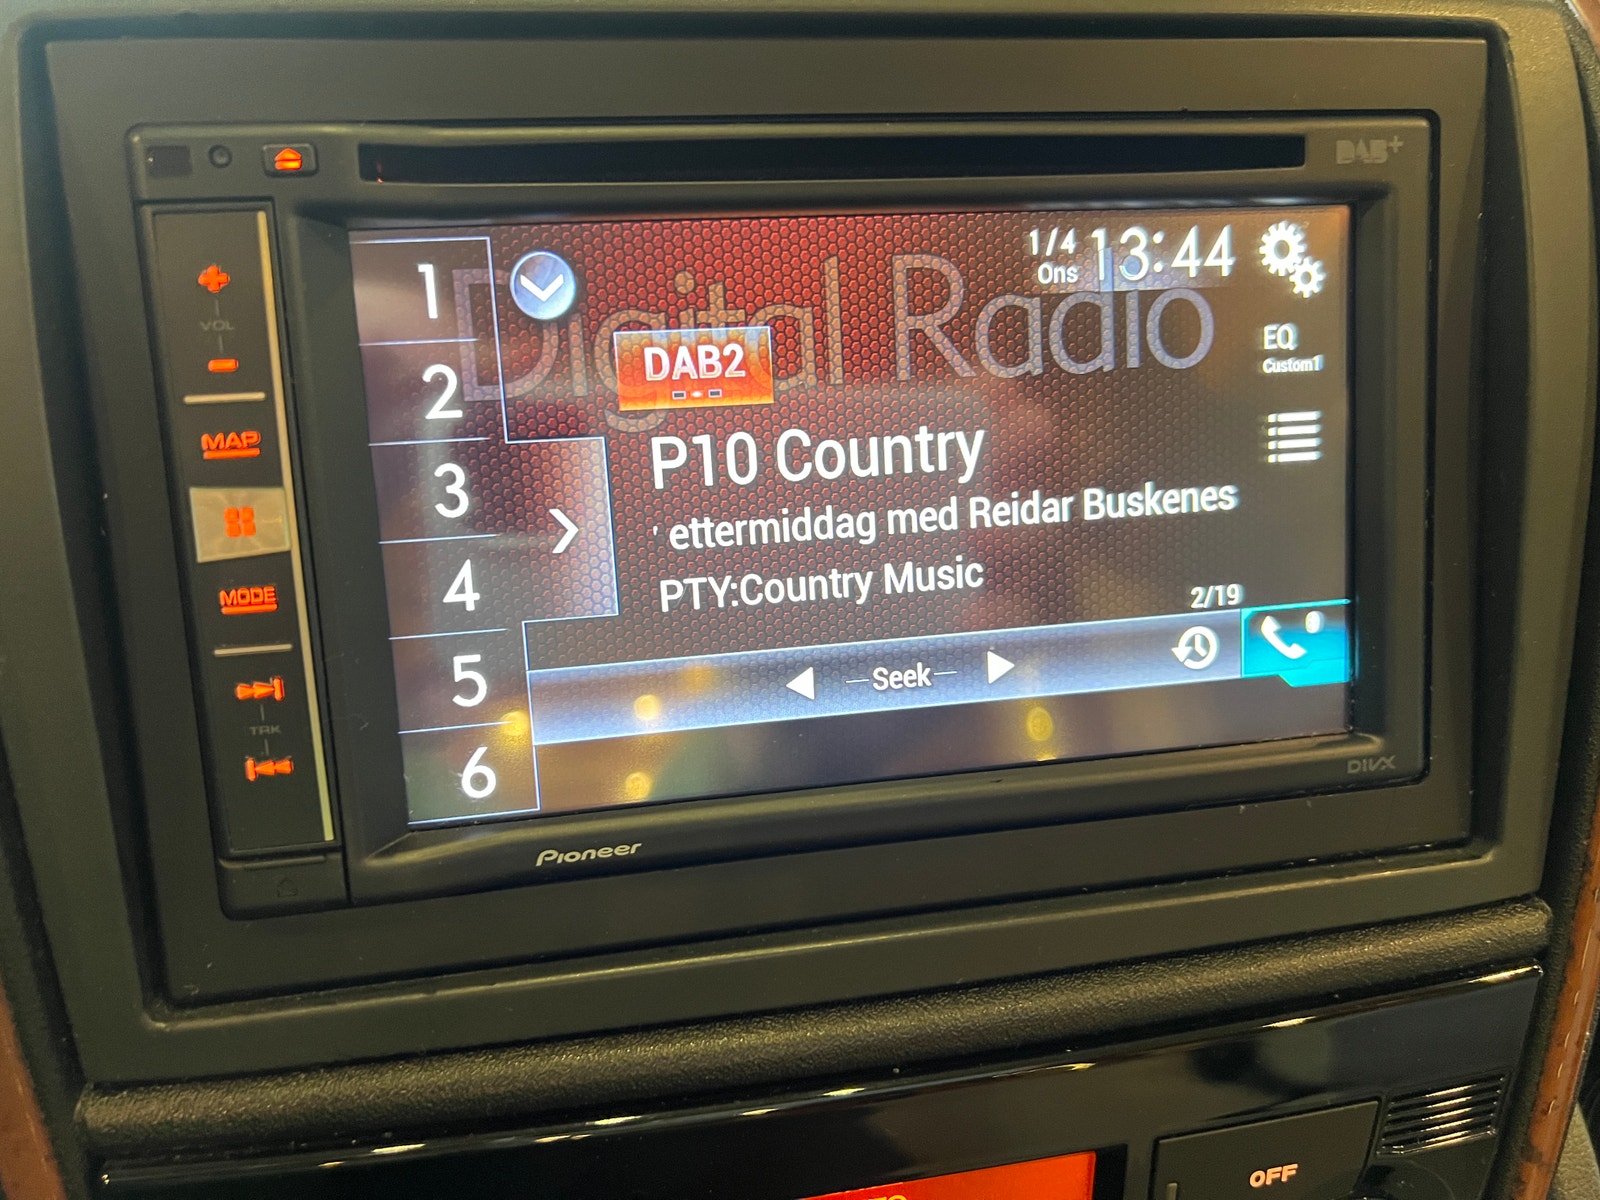 DAB+
VOL
MAP
MODE
TRK
1
2
3
4
5
6
Digital Radio
1/4
Ons
13:44
EQ
Custom1
DAB2
P10 Country
' ettermiddag med Reidar Buskenes
PTY:Country Music
2/19
Seek
DIVX
Pioneer
OFF